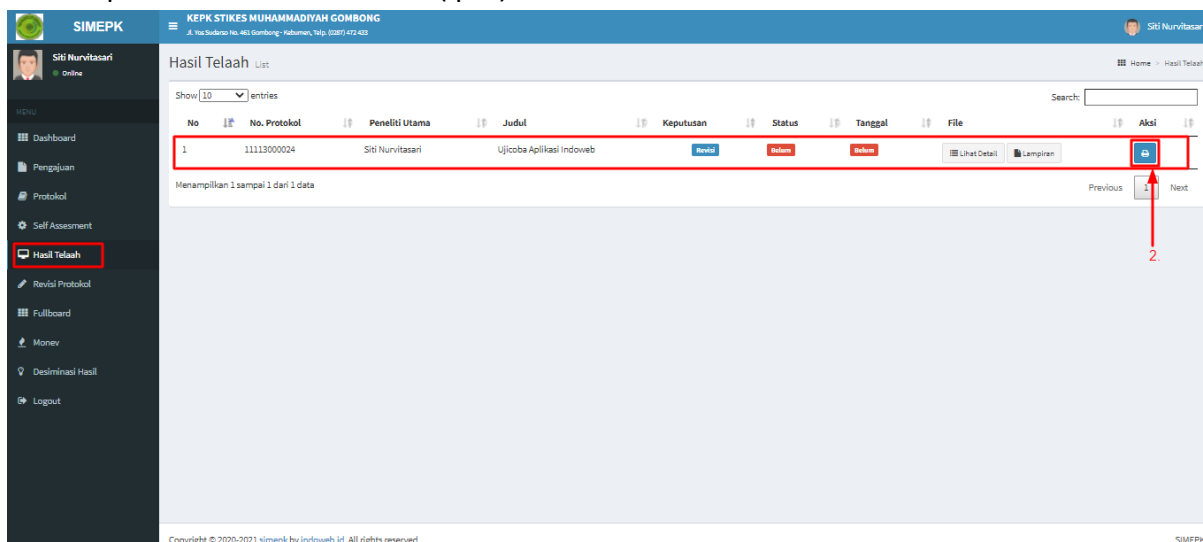 SIMEPK
KEPK STIKES MUHAMMADIYAH GOMBONG
Jl. Yos Sudarso No. 461 Gombong - Kebumen, Telp. (0287) 472 433
Siti Nurvitasari
Siti Nurvitasari
Online
MENU
Dashboard
Pengajuan
Protokol
Self Assesment
Hasil Telaah
Revisi Protokol
Fullboard
Monev
Desiminasi Hasil
Logout
Hasil Telaah List
Home > Hasil Telaah
Show 10 entries
Search:
No No. Protokol Peneliti Utama Judul Keputusan Status Tanggal File Aksi
1 11113000024 Siti Nurvitasari Ujicoba Aplikasi Indoweb Revisi Belum Belum Lihat Detail Lampiran
Menampilkan 1 sampai 1 dari 1 data
Previous 1 Next
2.
Copyright © 2020-2021 simepk by indoweb.id. All rights reserved
SIMEPK